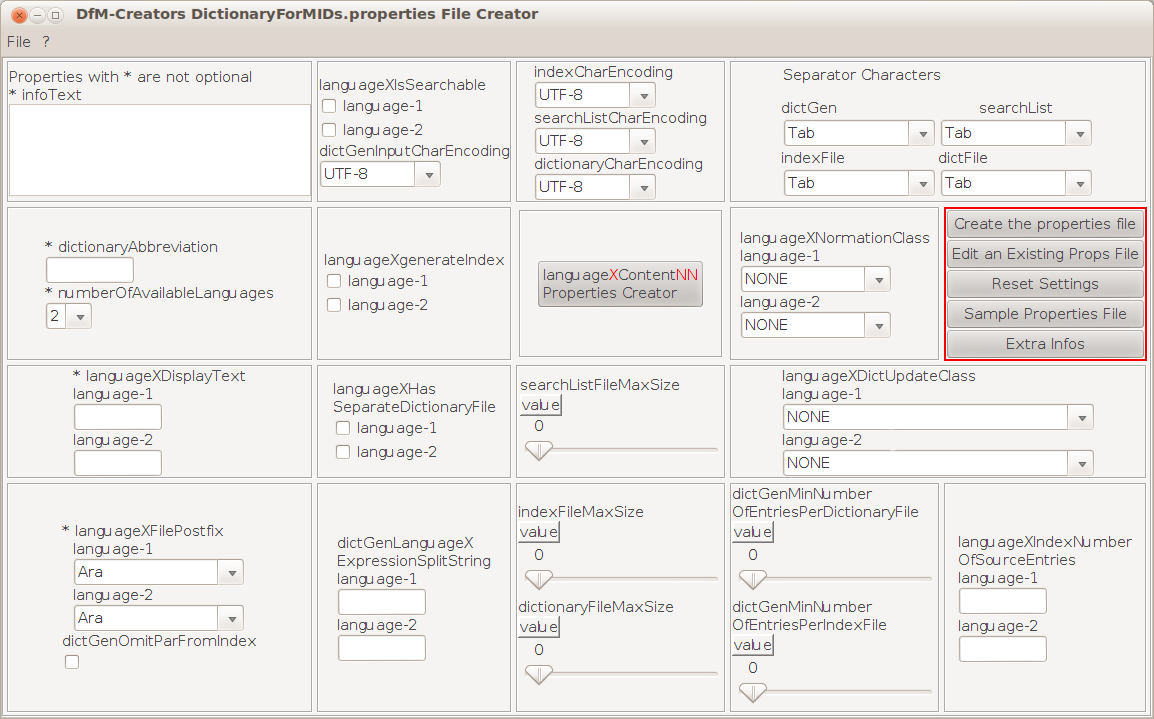 DfM-Creators DictionaryForMIDs.properties File Creator
File ?
Properties with * are not optional
* infoText
languageXIsSearchable
language-1
language-2
dictGenInputCharEncoding
UTF-8
indexCharEncoding
UTF-8
searchListCharEncoding
UTF-8
dictionaryCharEncoding
UTF-8
Separator Characters
dictGen searchList
Tab Tab
indexFile dictFile
Tab Tab
* dictionaryAbbreviation
* numberOfAvailableLanguages
2
languageXgenerateIndex
language-1
language-2
languageXContentNN
Properties Creator
languageXNormationClass
language-1
NONE
language-2
NONE
Create the properties file
Edit an Existing Props File
Reset Settings
Sample Properties File
Extra Infos
* languageXDisplayText
language-1
language-2
languageXHas
SeparateDictionaryFile
language-1
language-2
searchListFileMaxSize
value
0
languageXDictUpdateClass
language-1
NONE
language-2
NONE
* languageXFilePostfix
language-1
Ara
language-2
Ara
dictGenOmitParFromIndex
dictGenLanguageX
ExpressionSplitString
language-1
language-2
indexFileMaxSize
value
0
dictionaryFileMaxSize
value
0
dictGenMinNumber
OfEntriesPerDictionaryFile
value
0
dictGenMinNumber
OfEntriesPerIndexFile
value
0
languageXIndexNumber
OfSourceEntries
language-1
language-2